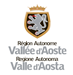 Région Autonome
Vallée d'Aoste
Regione Autonoma
Valle d'Aosta